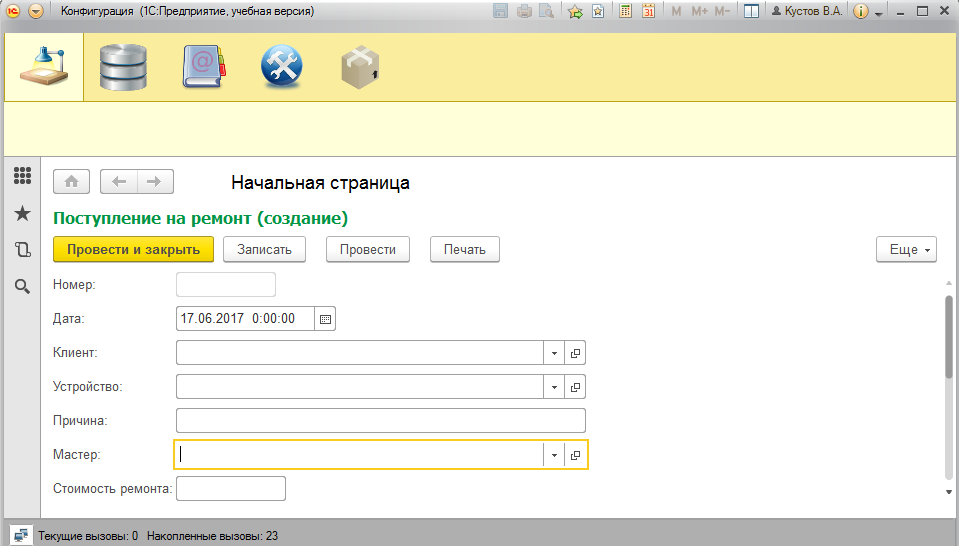 Конфигурация (1С:Предприятие, учебная версия) M M+ M− Кустов В.А.
Начальная страница
Поступление на ремонт (создание)
Провести и закрыть Записать Провести Печать Еще
Номер:
Дата: 17.06.2017 0:00:00
Клиент:
Устройство:
Причина:
Мастер:
Стоимость ремонта:
Текущие вызовы: 0 Накопленные вызовы: 23